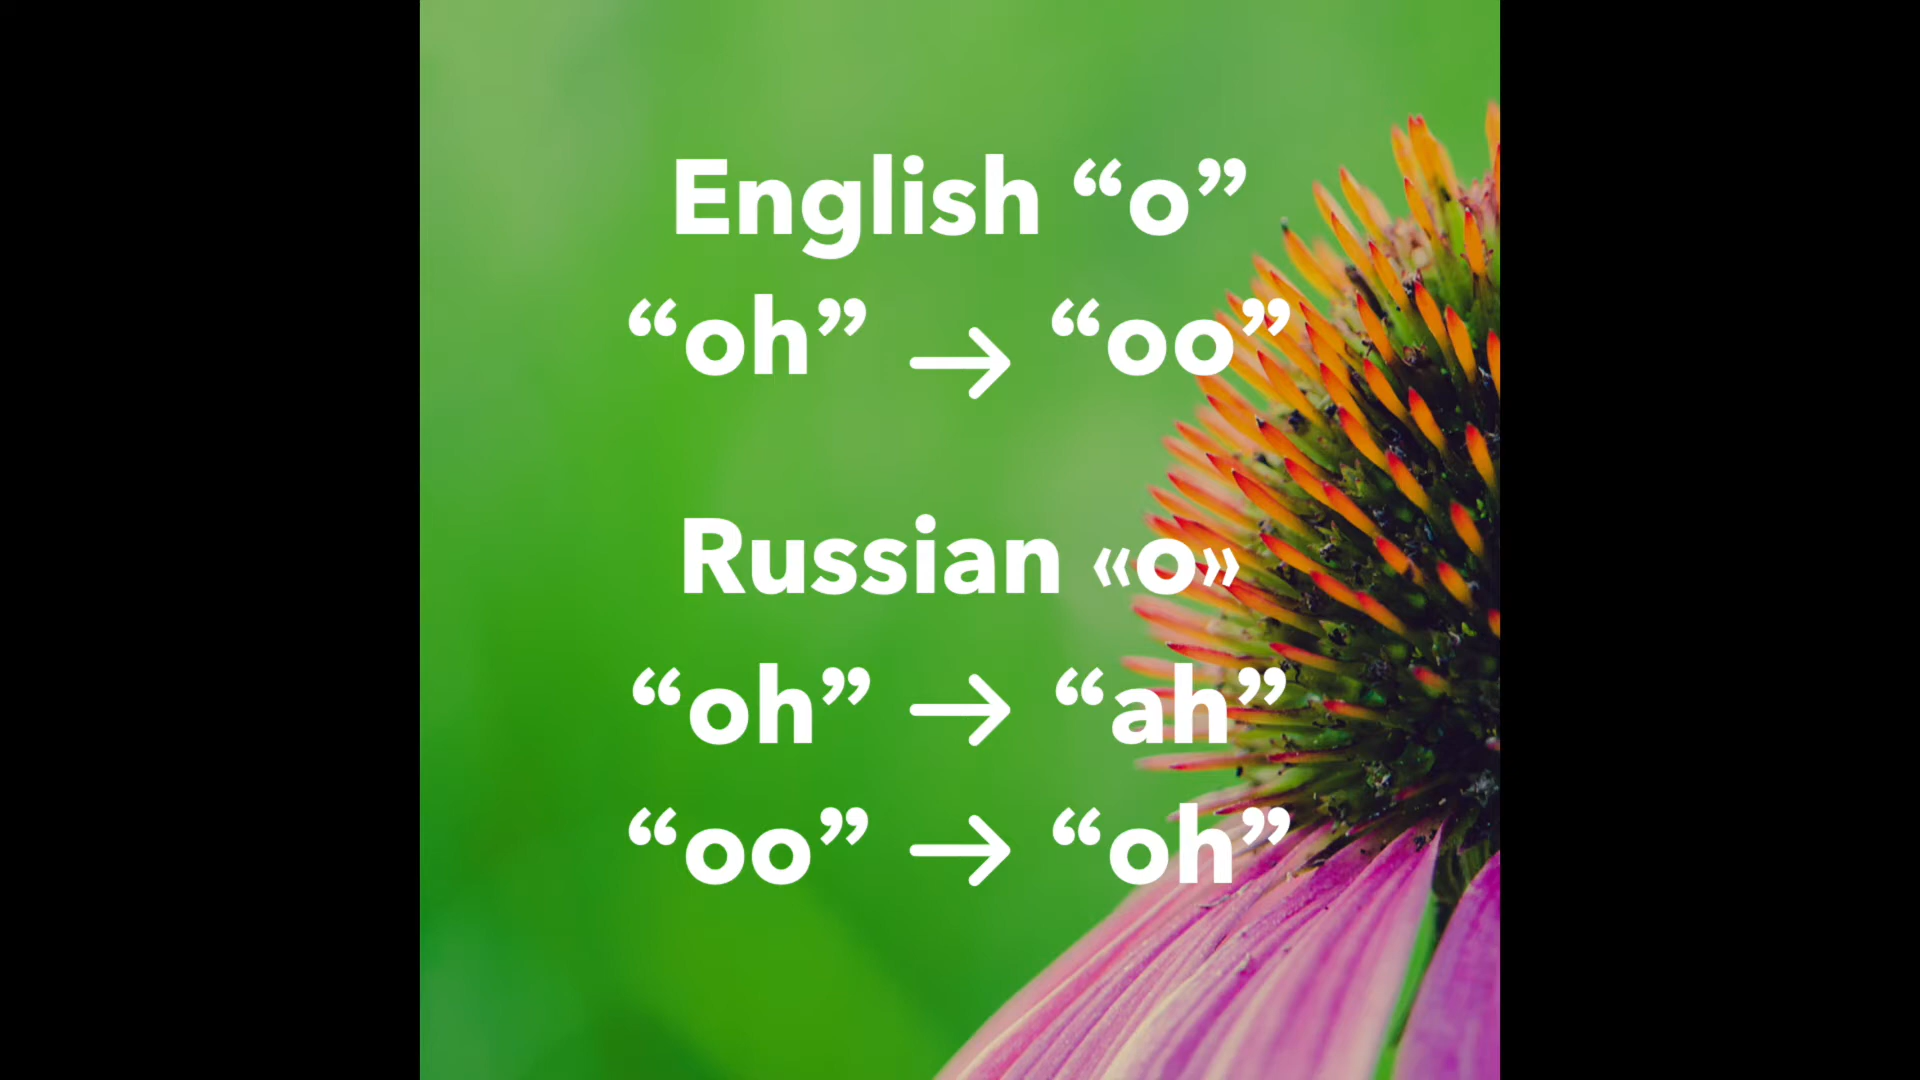 English “o”
“oh” → “oo”
Russian «о»
“oh” → “ah”
“oo” → “oh”